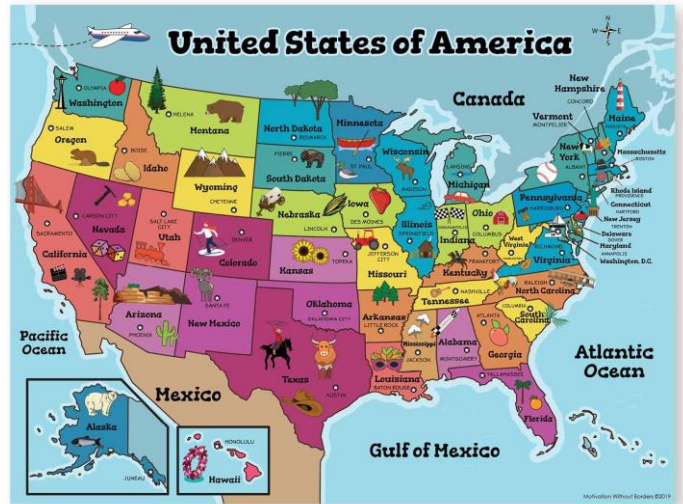 United States of America
N
W
E
S
Canada
OLYMPIA
Washington
SALEM
Oregon
BOISE
Idaho
HELENA
Montana
North Dakota
BISMARCK
PIERRE
South Dakota
Minnesota
ST. PAUL
Wisconsin
MADISON
LANSING
Michigan
New
Hampshire
CONCORD
Vermont
MONTPELIER
Maine
AUGUSTA
New
York
ALBANY
Massachusetts
BOSTON
Rhode Island
PROVIDENCE
Connecticut
HARTFORD
New Jersey
TRENTON
Delaware
DOVER
Maryland
ANNAPOLIS
Washington, D.C.
Pennsylvania
HARRISBURG
Wyoming
CHEYENNE
Nebraska
LINCOLN
Iowa
DES MOINES
Illinois
SPRINGFIELD
INDIANAPOLIS
Indiana
Ohio
COLUMBUS
West
Virginia
CHARLESTON
RICHMOND
Virginia
CARSON CITY
Nevada
SALT LAKE
CITY
Utah
DENVER
Colorado
Kansas
TOPEKA
JEFFERSON
CITY
Missouri
FRANKFORT
Kentucky
SACRAMENTO
California
Arizona
PHOENIX
SANTA FE
New Mexico
Oklahoma
OKLAHOMA CITY
Arkansas
LITTLE ROCK
NASHVILLE
Tennessee
RALEIGH
North Carolina
COLUMBIA
South
Carolina
Mississippi
JACKSON
Alabama
MONTGOMERY
ATLANTA
Georgia
Texas
AUSTIN
Louisiana
BATON ROUGE
TALLAHASSEE
Florida
Pacific
Ocean
Mexico
Gulf of Mexico
Atlantic
Ocean
Alaska
JUNEAU
HONOLULU
Hawaii
Motivation Without Borders ©2019